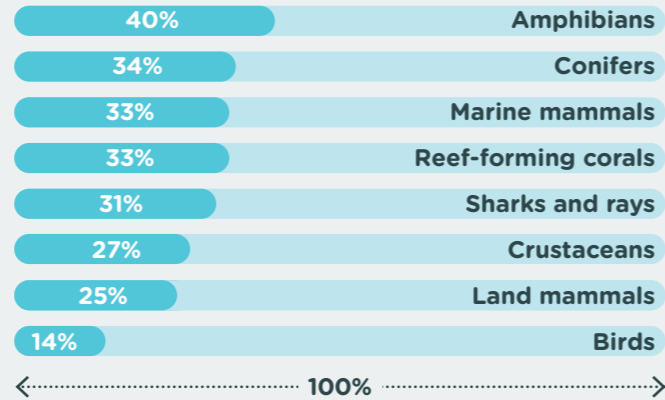 40% Amphibians
34% Conifers
33% Marine mammals
33% Reef-forming corals
31% Sharks and rays
27% Crustaceans
25% Land mammals
14% Birds
100%